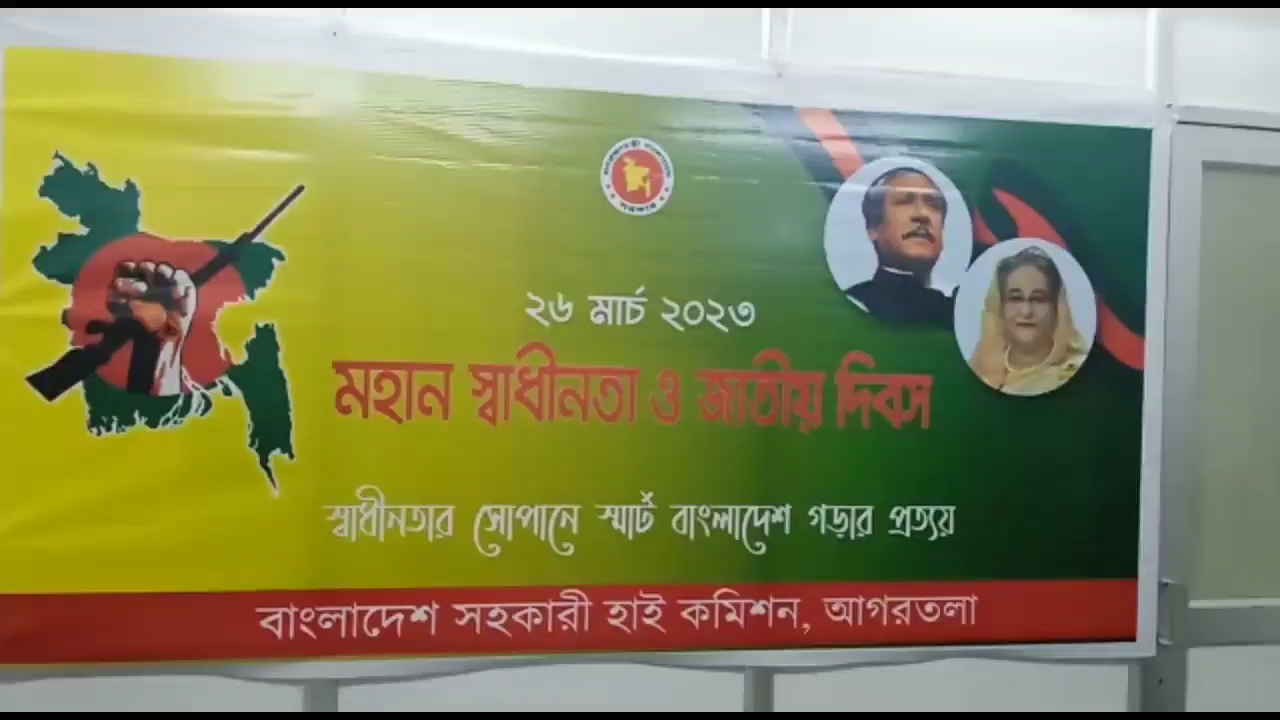 ২৬ মার্চ ২০২৩
মহান স্বাধীনতা ও জাতীয় দিবস
স্বাধীনতার সোপানে স্মার্ট বাংলাদেশ গড়ার প্রত্যয়
বাংলাদেশ সহকারী হাই কমিশন, আগরতলা